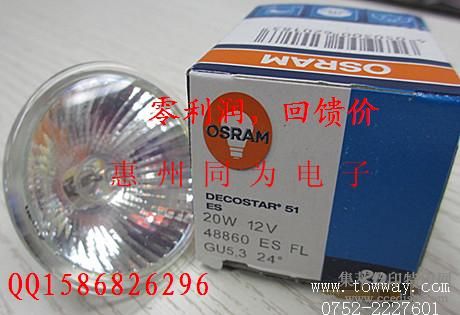 OSRAM
OSRAM
零利润，回馈价
OSRAM
惠州同为电子
DECOSTAR® 51
ES
20W 12V
48860 ES FL
GU5,3 24°
QQ1586826296
www.towway.com
0752-2227601